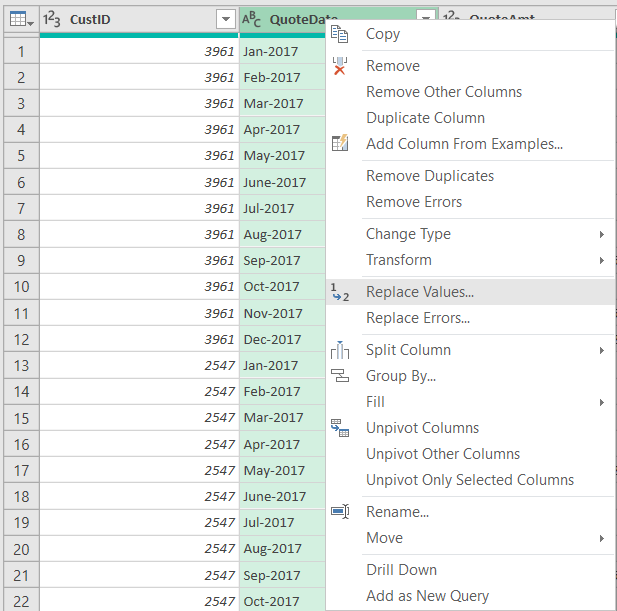 1²3 CustID ABC QuoteDate 1²3 QuoteAmt
1 3961 Jan-2017
2 3961 Feb-2017
3 3961 Mar-2017
4 3961 Apr-2017
5 3961 May-2017
6 3961 June-2017
7 3961 Jul-2017
8 3961 Aug-2017
9 3961 Sep-2017
10 3961 Oct-2017
11 3961 Nov-2017
12 3961 Dec-2017
13 2547 Jan-2017
14 2547 Feb-2017
15 2547 Mar-2017
16 2547 Apr-2017
17 2547 May-2017
18 2547 June-2017
19 2547 Jul-2017
20 2547 Aug-2017
21 2547 Sep-2017
22 2547 Oct-2017
Copy
Remove
Remove Other Columns
Duplicate Column
Add Column From Examples...
Remove Duplicates
Remove Errors
Change Type
Transform
1 2 Replace Values...
Replace Errors...
Split Column
Group By...
Fill
Unpivot Columns
Unpivot Other Columns
Unpivot Only Selected Columns
Rename...
Move
Drill Down
Add as New Query